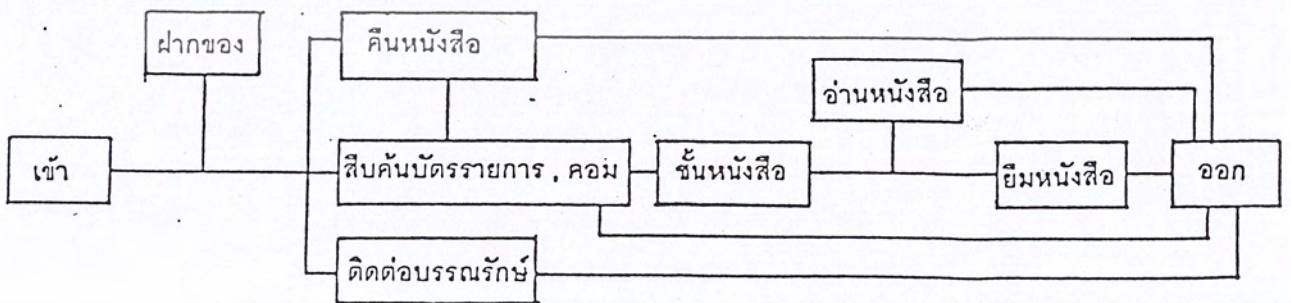 ฝากของ
คืนหนังสือ
อ่านหนังสือ
เข้า
สืบค้นบัตรรายการ , คอม
ชั้นหนังสือ
ยืมหนังสือ
ออก
ติดต่อบรรณรักษ์